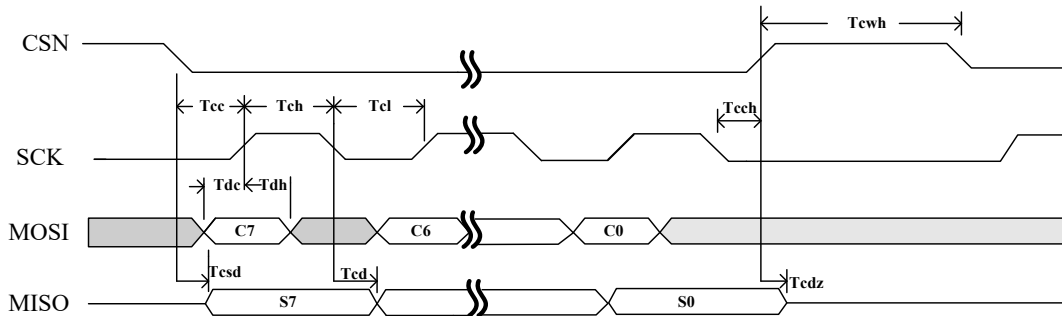 CSN
Tcwh
Tcc
Tch
Tcl
Tcch
SCK
Tdc
Tdh
MOSI
C7
C6
C0
Tcsd
Tcd
Tcdz
MISO
S7
S0